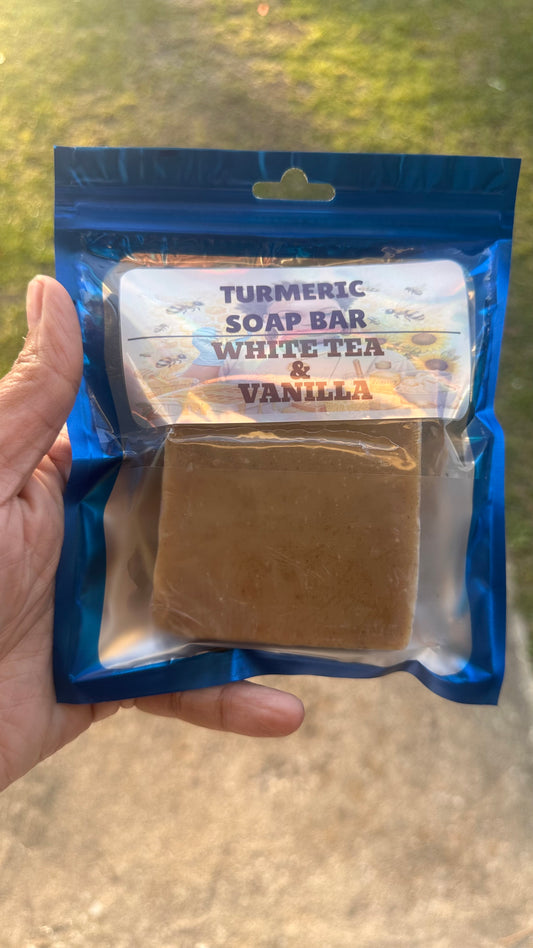 TURMERIC
SOAP BAR
WHITE TEA
&
VANILLA